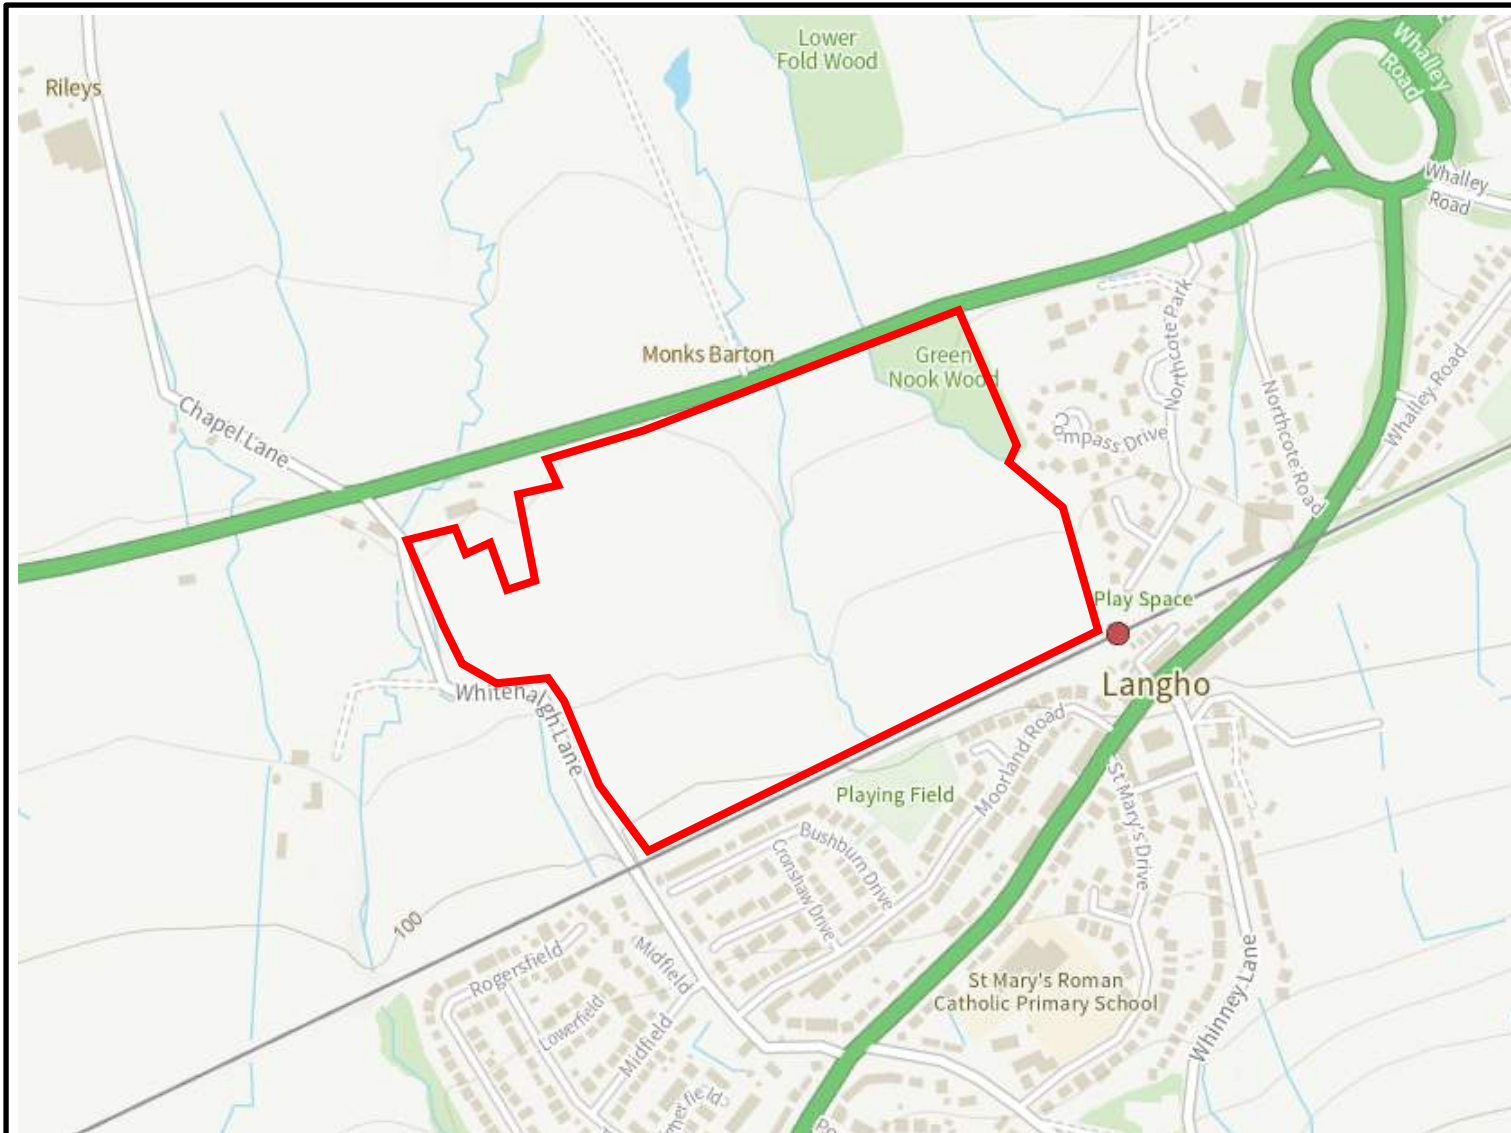 Lower
Fold Wood
Whalley
Road
Rileys
Whalley
Road
Monks Barton
Green
Nook Wood
Northcote Park
Chapel Lane
Compass Drive
Northcote Road
Whalley Road
Play Space
Langho
Whitehalgh Lane
Moorland Road
Playing Field
St Mary's Drive
Bushburn Drive
Cronshaw Drive
100
Midfield
Rogersfield
St Mary's Roman
Catholic Primary School
Lowerfield
Midfield
Whinney Lane